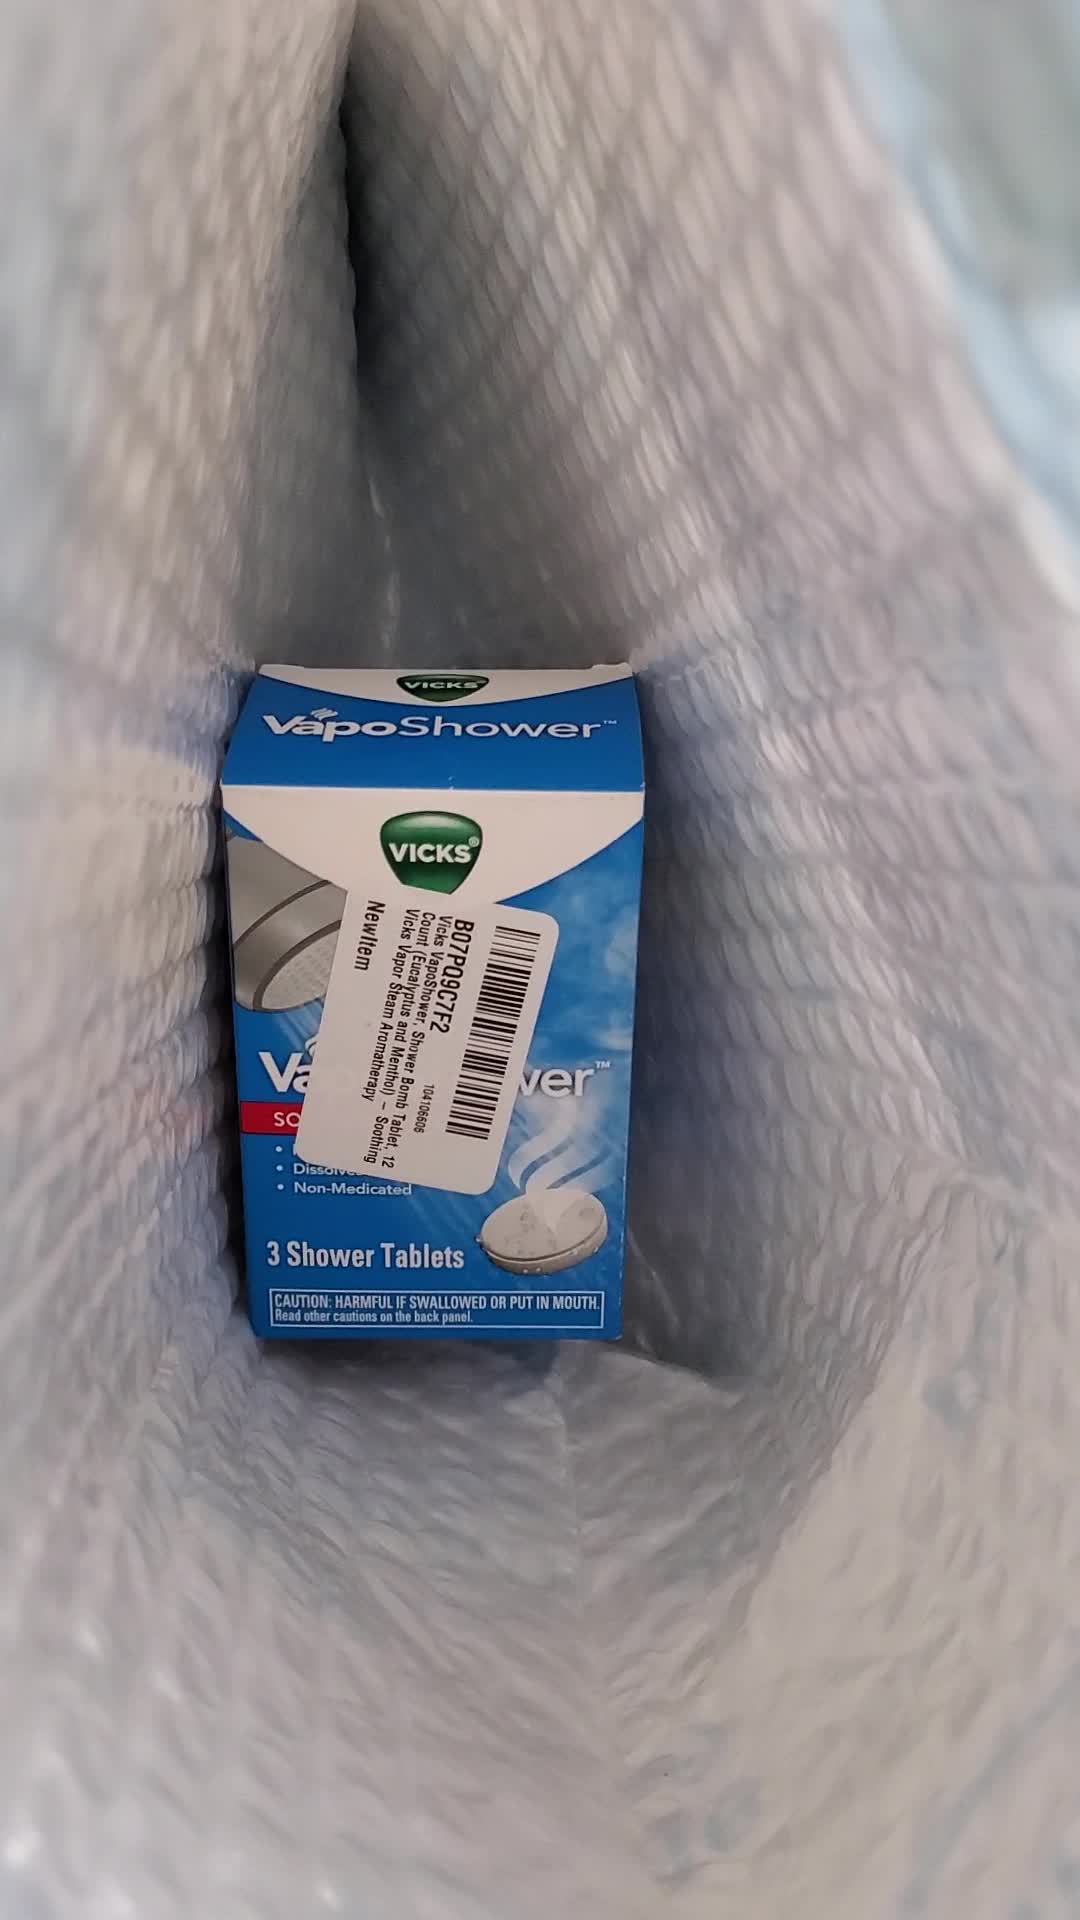 VICKS
VapoShower™
VICKS®
B07PQ9C7F2
104106606
Vicks VapoShower, Shower Bomb Tablet, 12
Count (Eucalyptus and Menthol) – Soothing
Vicks Vapor Steam Aromatherapy
NewItem
Va
wer™
SO
• Dissolve
• Non-Medicated
3 Shower Tablets
CAUTION: HARMFUL IF SWALLOWED OR PUT IN MOUTH.
Read other cautions on the back panel.